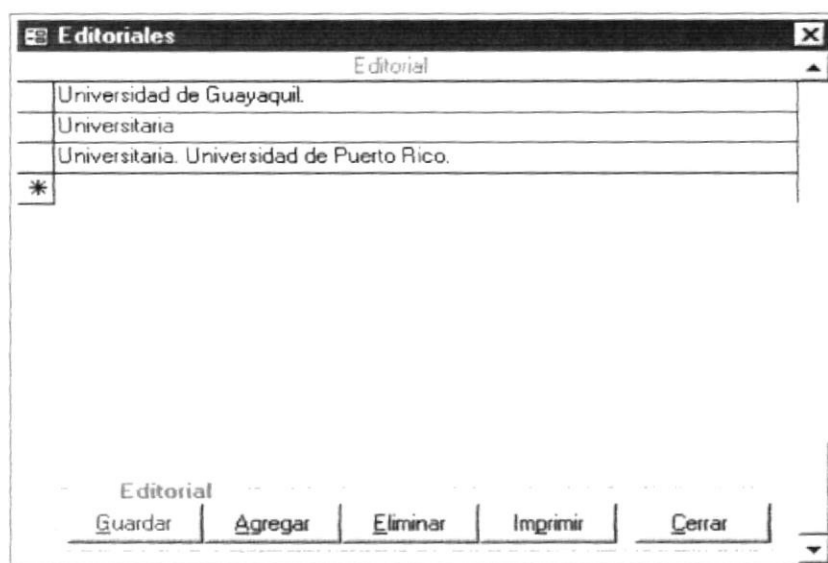 Editoriales
Editorial
Universidad de Guayaquil.
Universitaria
Universitaria. Universidad de Puerto Rico.
*
Editorial
Guardar Agregar Eliminar Imprimir Cerrar